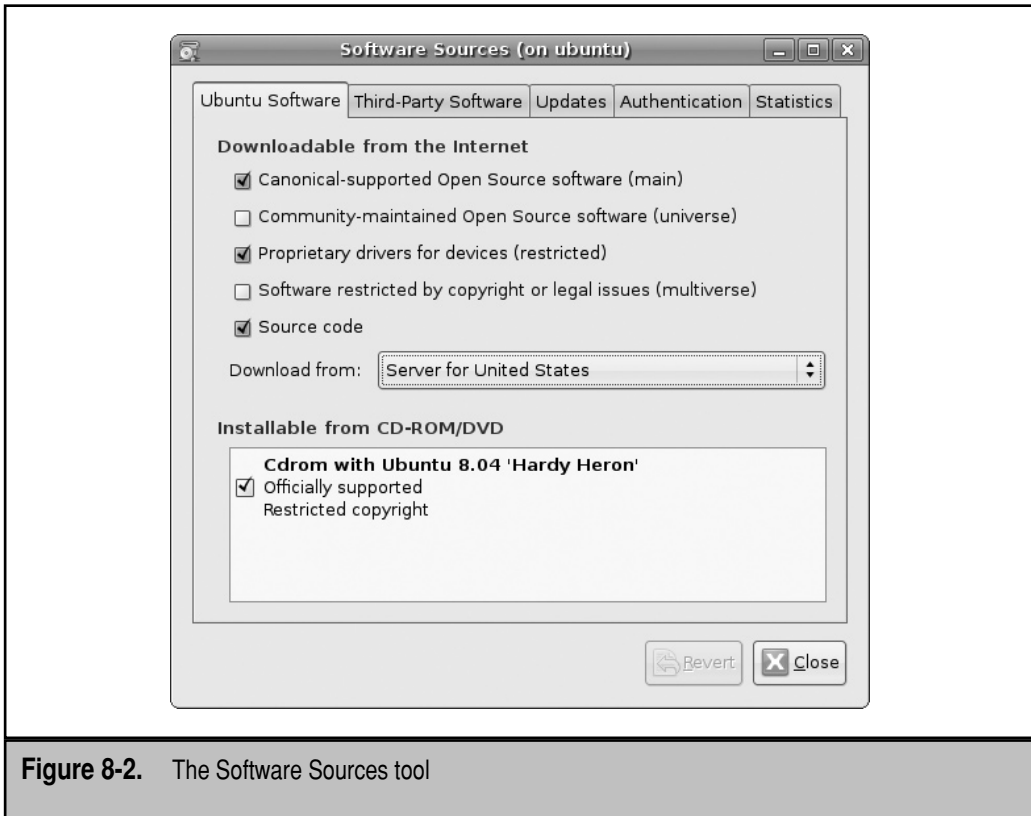 Software Sources (on ubuntu)
Ubuntu Software Third-Party Software Updates Authentication Statistics
Downloadable from the Internet
Canonical-supported Open Source software (main)
Community-maintained Open Source software (universe)
Proprietary drivers for devices (restricted)
Software restricted by copyright or legal issues (multiverse)
Source code
Download from: Server for United States
Installable from CD-ROM/DVD
Cdrom with Ubuntu 8.04 'Hardy Heron'
Officially supported
Restricted copyright
Revert Close
Figure 8-2. The Software Sources tool